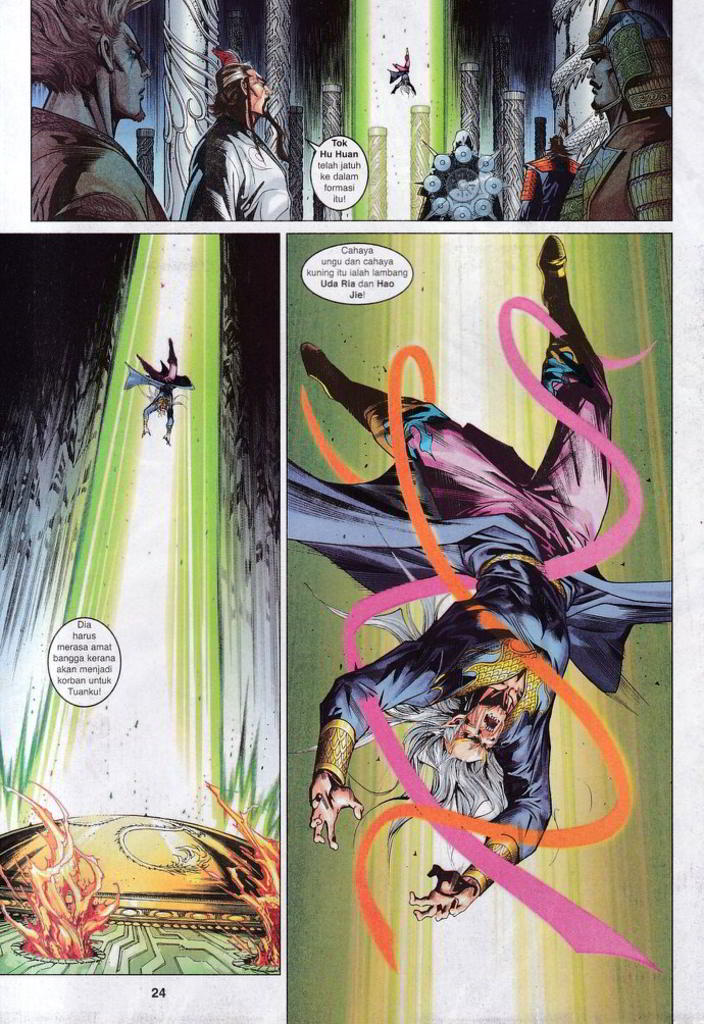 Tok
Hu Huan
telah jatuh
ke dalam
formasi
itu!
Cahaya
ungu dan cahaya
kuning itu ialah lambang
Uda Ria dan Hao
Jie!
Dia
harus
merasa amat
bangga kerana
akan menjadi
korban untuk
Tuanku!
24